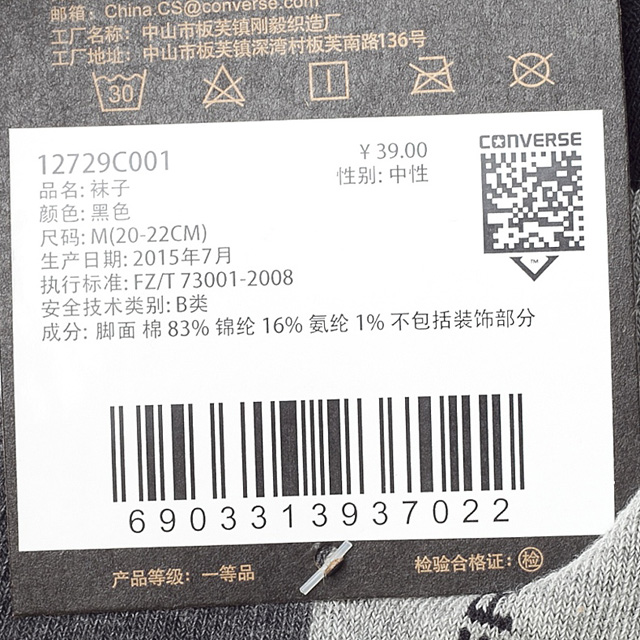 邮箱: China.CS@converse.com
工厂名称: 中山市板芙镇刚毅织造厂
工厂地址: 中山市板芙镇深湾村板芙南路136号
30
12729C001
¥ 39.00
品名: 袜子
性别: 中性
颜色: 黑色
尺码: M(20-22CM)
生产日期: 2015年7月
执行标准: FZ/T 73001-2008
安全技术类别: B类
成分: 脚面 棉 83% 锦纶 16% 氨纶 1% 不包括装饰部分
CONVERSE
TM
6903313937022
产品等级: 一等品
检验合格证: 检